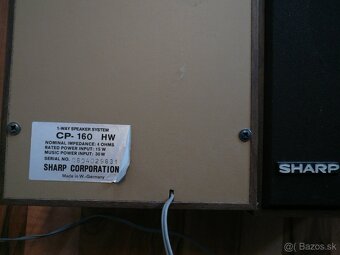 1-WAY SPEAKER SYSTEM
CP-160 HW
NOMINAL IMPEDANCE: 4 OHMS
RATED POWER INPUT: 15 W
MUSIC POWER INPUT: 30 W
SERIAL NO.
SHARP CORPORATION
Made in W.-Germany
SHARP
Bazos.sk